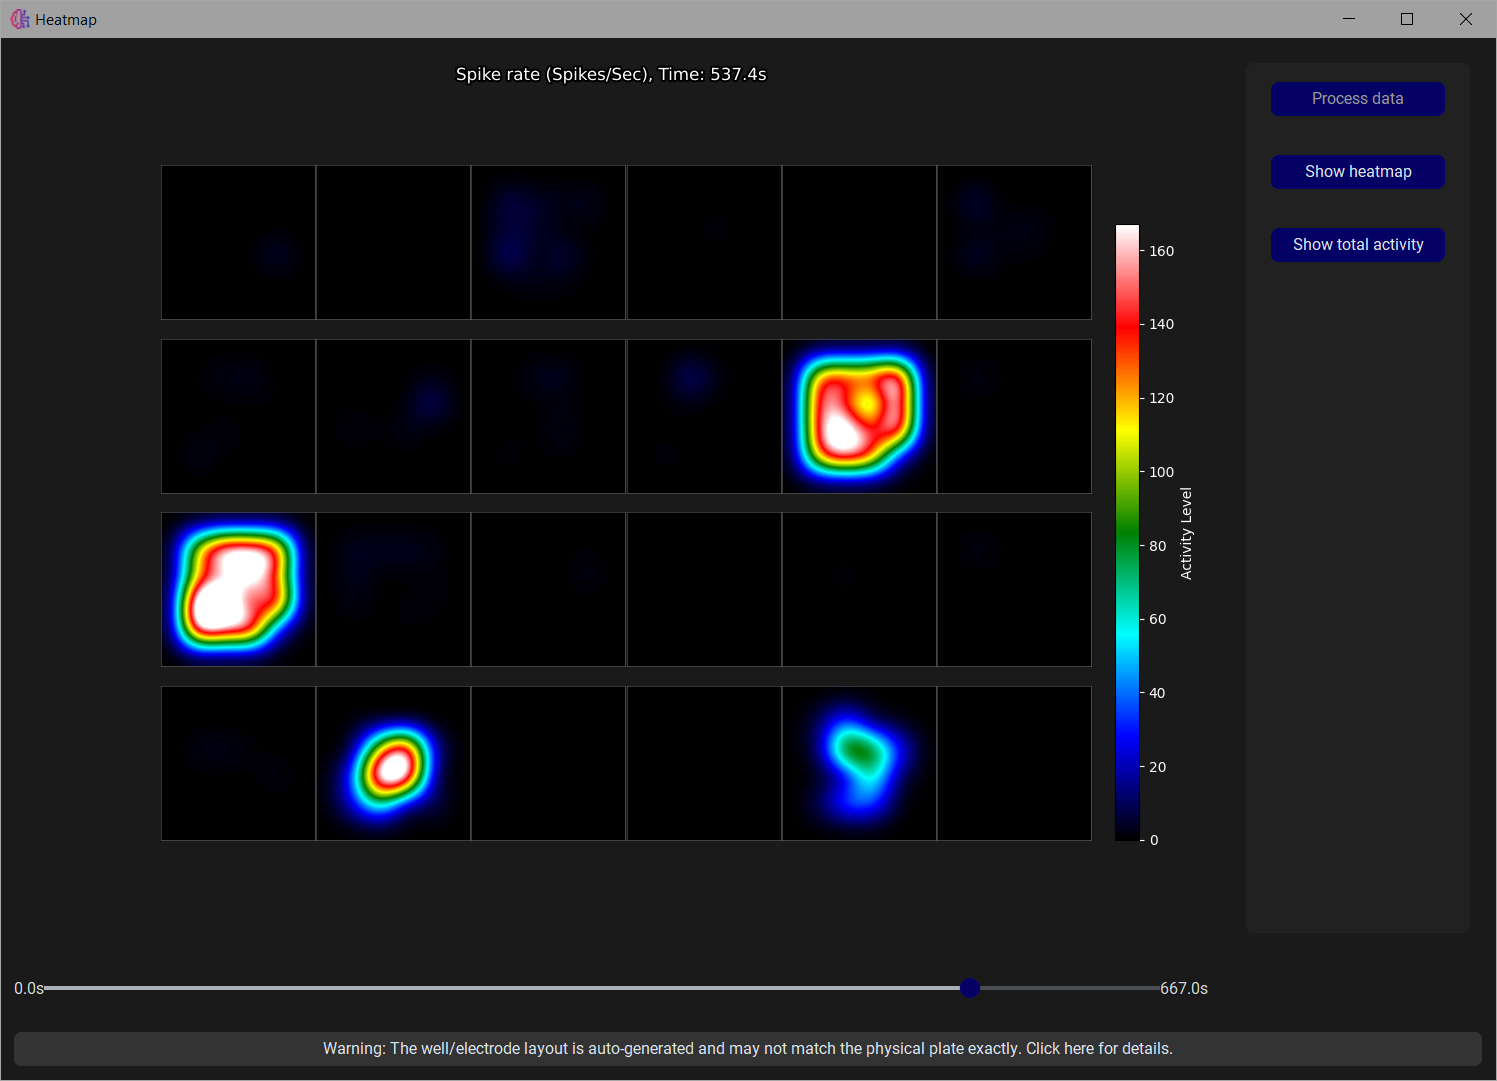 Heatmap
Spike rate (Spikes/Sec), Time: 537.4s
Process data
Show heatmap
Show total activity
160
140
120
100
80
60
40
20
0
Activity Level
0.0s
667.0s
Warning: The well/electrode layout is auto-generated and may not match the physical plate exactly. Click here for details.